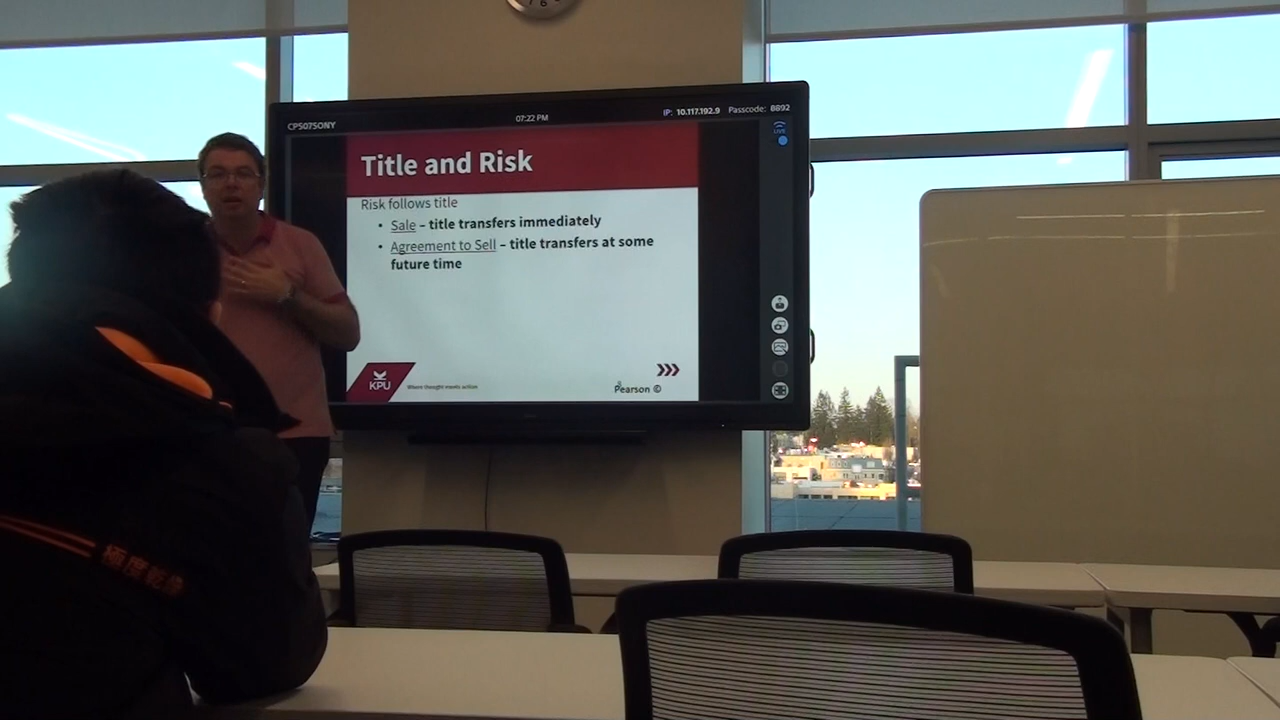 CPS075ONY
07:22 PM
IP: 10.117.192.9 Passcode: 8892
LIVE
Title and Risk
Risk follows title
• Sale – title transfers immediately
• Agreement to Sell – title transfers at some
future time
KPU
Where thought meets action
Pearson ©